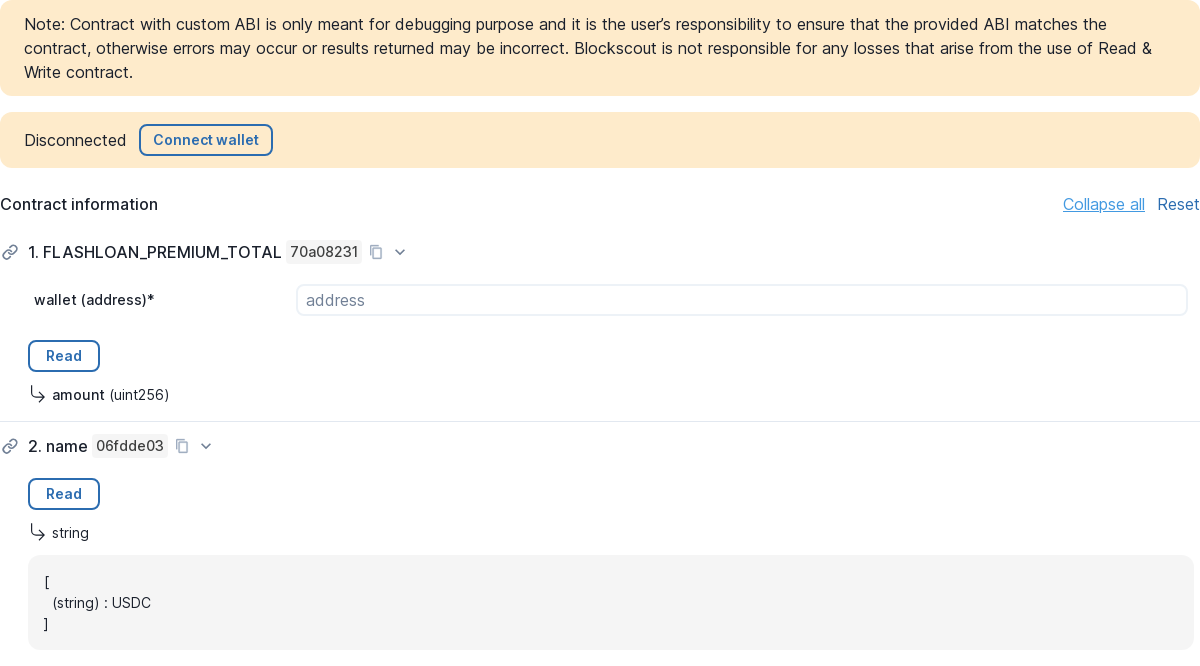 Note: Contract with custom ABI is only meant for debugging purpose and it is the user’s responsibility to ensure that the provided ABI matches the
contract, otherwise errors may occur or results returned may be incorrect. Blockscout is not responsible for any losses that arise from the use of Read &
Write contract.
Disconnected Connect wallet
Contract information Collapse all Reset
1. FLASHLOAN_PREMIUM_TOTAL 70a08231
wallet (address)* address
Read
amount (uint256)
2. name 06fdde03
Read
string
[
(string) : USDC
]